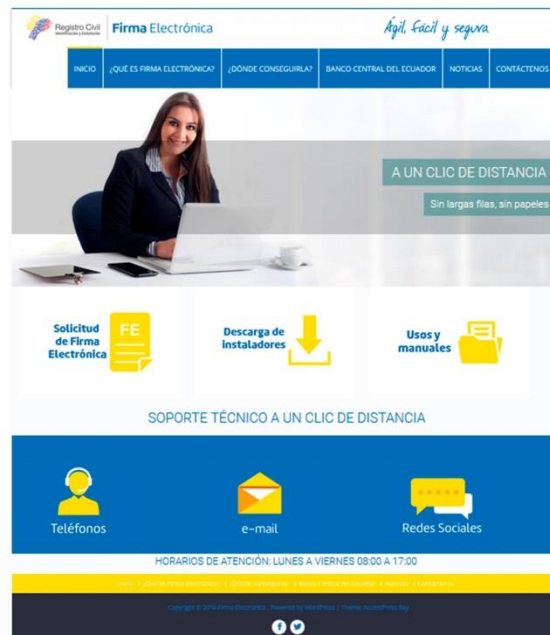 Registro Civil
Firma Electrónica
Ágil, fácil y segura
INICIO
¿QUÉ ES FIRMA ELECTRÓNICA?
¿DÓNDE CONSEGUIRLA?
BANCO CENTRAL DEL ECUADOR
NOTICIAS
CONTÁCTENOS
A UN CLIC DE DISTANCIA
Sin largas filas, sin papeles
Solicitud
de Firma
Electrónica
FE
Descarga de
instaladores
Usos y
manuales
SOPORTE TÉCNICO A UN CLIC DE DISTANCIA
Teléfonos
e-mail
Redes Sociales
HORARIOS DE ATENCIÓN: LUNES A VIERNES 08:00 A 17:00